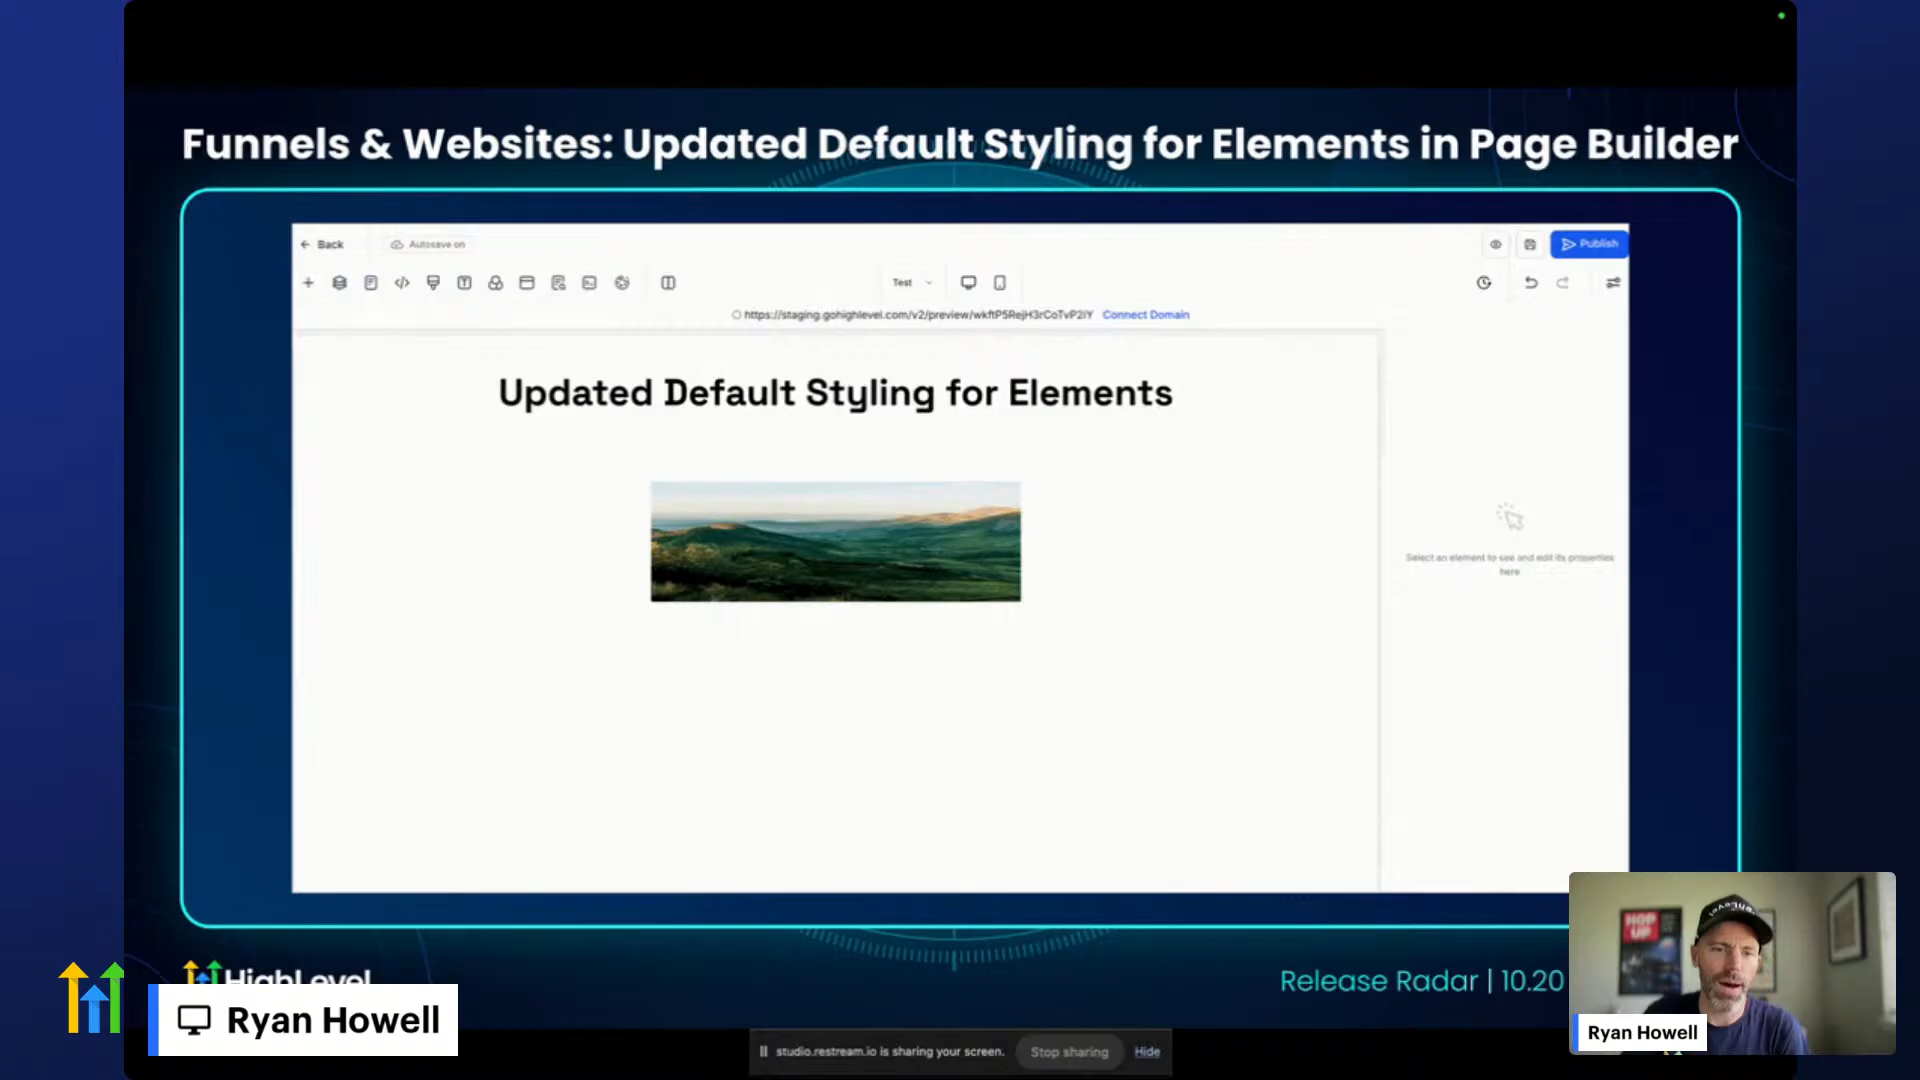 Funnels & Websites: Updated Default Styling for Elements in Page Builder
Back
Autosave on
Publish
Test
https://staging.gohighlevel.com/v2/preview/wkftP5RejH3rCoTvP2iY Connect Domain
Updated Default Styling for Elements
Select an element to see and edit its properties
here
HighLevel
Release Radar | 10.20
HOP
UP
Ryan Howell
Ryan Howell
studio.restream.io is sharing your screen.
Stop sharing
Hide